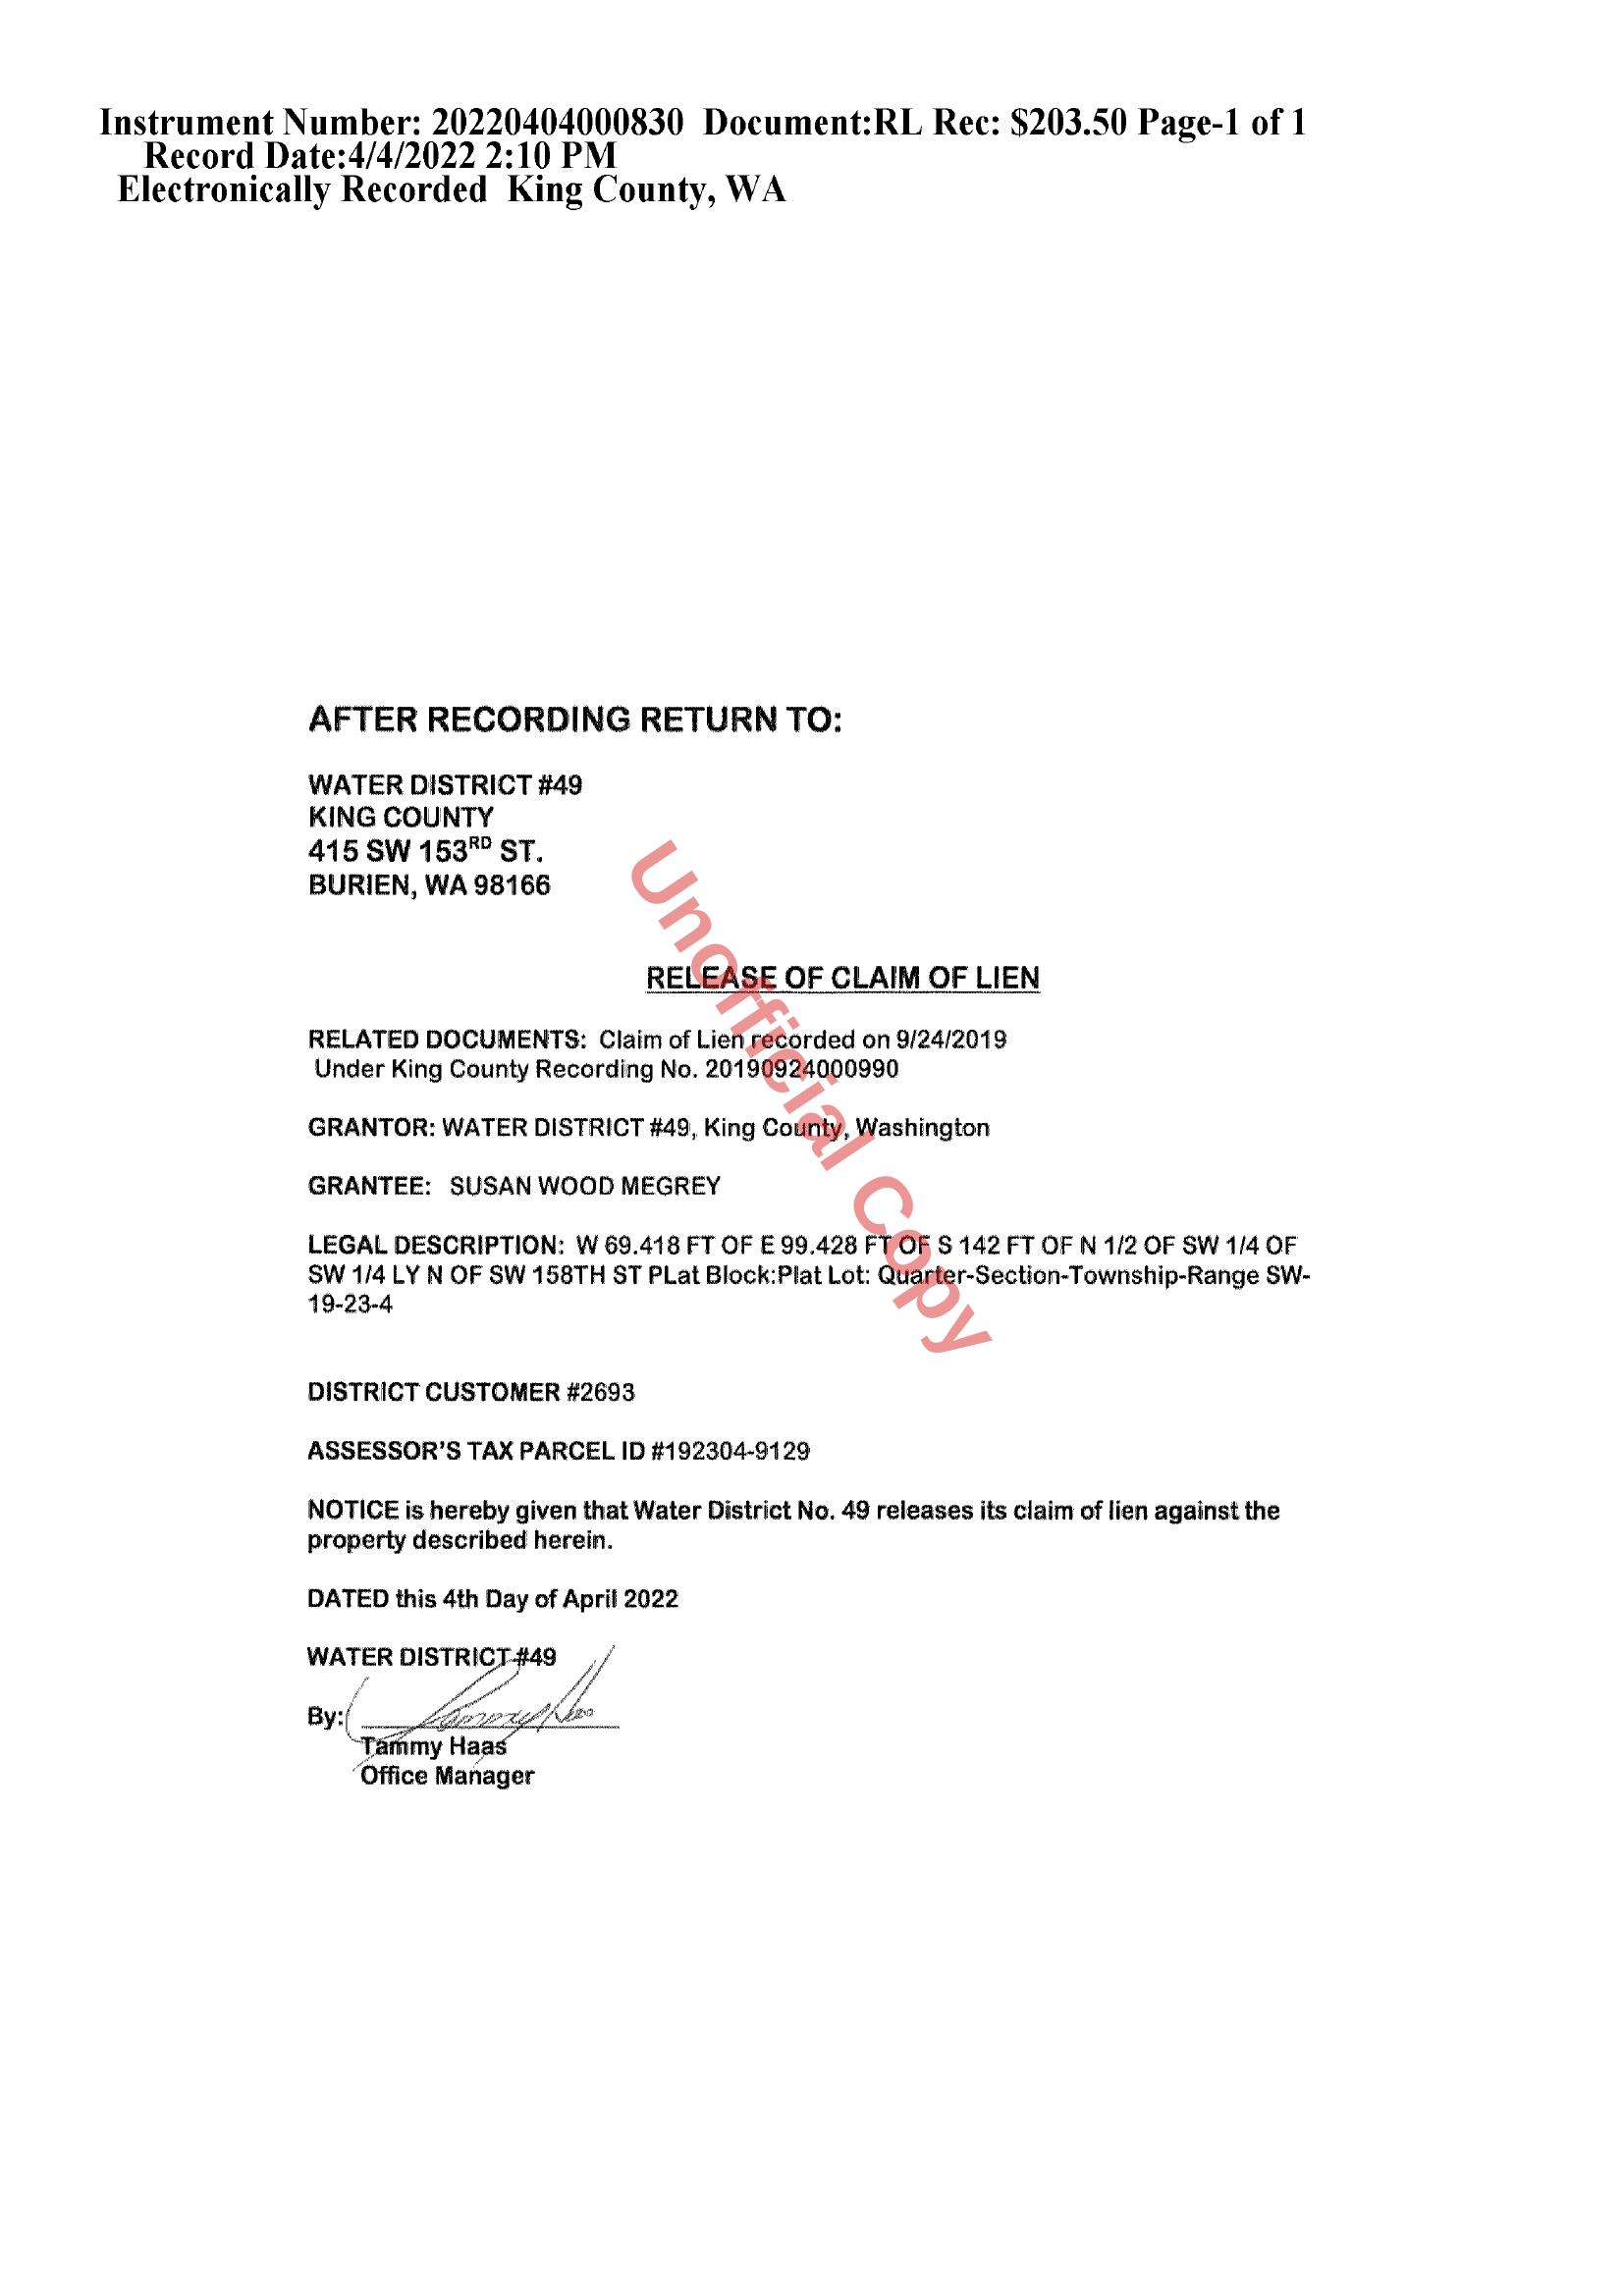 Instrument Number: 20220404000830 Document:RL Rec: $203.50 Page-1 of 1
Record Date:4/4/2022 2:10 PM
Electronically Recorded King County, WA
AFTER RECORDING RETURN TO:
WATER DISTRICT #49
KING COUNTY
415 SW 153RD ST.
BURIEN, WA 98166
RELEASE OF CLAIM OF LIEN
RELATED DOCUMENTS: Claim of Lien recorded on 9/24/2019
Under King County Recording No. 20190924000990
GRANTOR: WATER DISTRICT #49, King County, Washington
GRANTEE: SUSAN WOOD MEGREY
LEGAL DESCRIPTION: W 69.418 FT OF E 99.428 FT OF S 142 FT OF N 1/2 OF SW 1/4 OF
SW 1/4 LY N OF SW 158TH ST PLat Block:Plat Lot: Quarter-Section-Township-Range SW-
19-23-4
DISTRICT CUSTOMER #2693
ASSESSOR'S TAX PARCEL ID #192304-9129
NOTICE is hereby given that Water District No. 49 releases its claim of lien against the
property described herein.
DATED this 4th Day of April 2022
WATER DISTRICT #49
By: Tammy Haas
Tammy Haas
Office Manager
Unofficial Copy